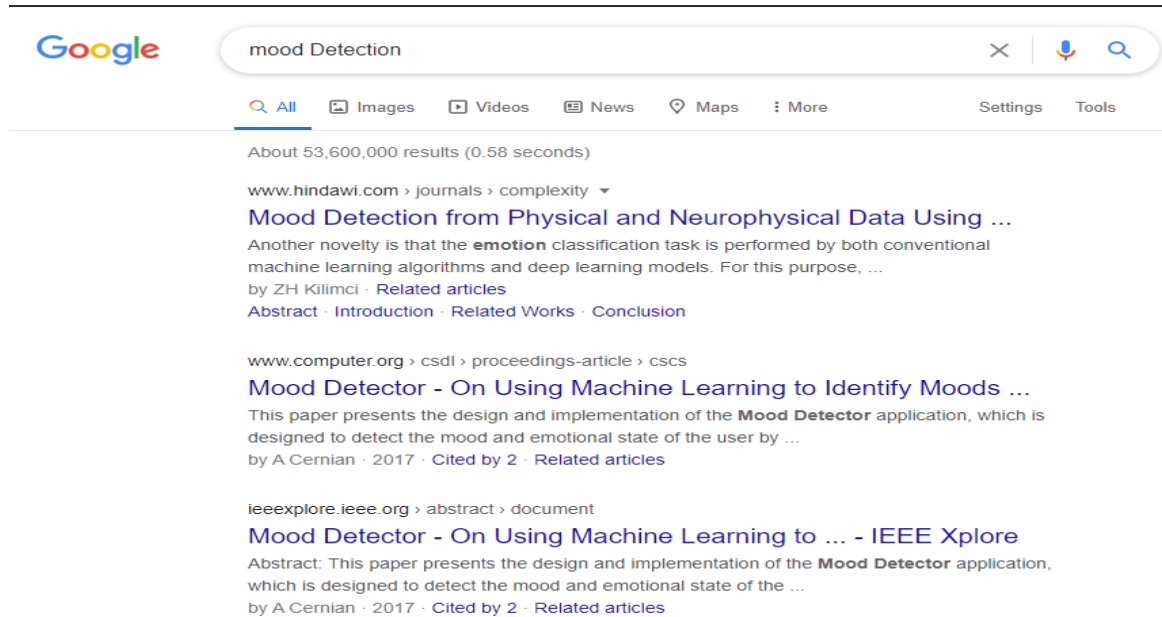 Google mood Detection
All Images Videos News Maps More Settings Tools
About 53,600,000 results (0.58 seconds)
www.hindawi.com › journals › complexity
Mood Detection from Physical and Neurophysical Data Using ...
Another novelty is that the emotion classification task is performed by both conventional
machine learning algorithms and deep learning models. For this purpose, ...
by ZH Kilimci · Related articles
Abstract · Introduction · Related Works · Conclusion
www.computer.org › csdl › proceedings-article › cscs
Mood Detector - On Using Machine Learning to Identify Moods ...
This paper presents the design and implementation of the Mood Detector application, which is
designed to detect the mood and emotional state of the user by ...
by A Cernian · 2017 · Cited by 2 · Related articles
ieeexplore.ieee.org › abstract › document
Mood Detector - On Using Machine Learning to ... - IEEE Xplore
Abstract: This paper presents the design and implementation of the Mood Detector application,
which is designed to detect the mood and emotional state of the ...
by A Cernian · 2017 · Cited by 2 · Related articles